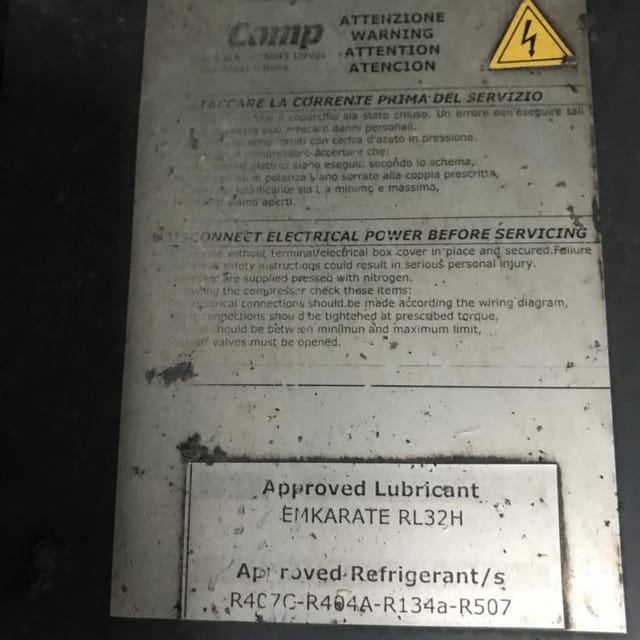 Comp
ATTENZIONE
WARNING
ATTENTION
ATENCION
LA CORRENTE PRIMA DEL SERVIZIO
il coperchio sia stato chiuso. Un errore nell'eseguire tali
può arrecare danni personali.
sono forniti con carica d'azoto in pressione.
compressore accertare che:
elettrici siano eseguiti secondo lo schema,
di potenza siano serrate alla coppia prescritta,
lubrificante sia t a minimo e massimo,
siamo aperti.
DISCONNECT ELECTRICAL POWER BEFORE SERVICING
without terminal/electrical box cover in place and secured.Failure
safety instructions could result in serious personal injury.
are supplied pressed with nitrogen.
the compresser check those items:
connections should be made according the wiring diagram,
connections should be tightehed at prescribed torque,
should be between minimun and maximum limit,
valves must be opened.
Approved Lubricant
EMKARATE RL32H
Approved Refrigerant/s
R407C-R404A-R134a-R507